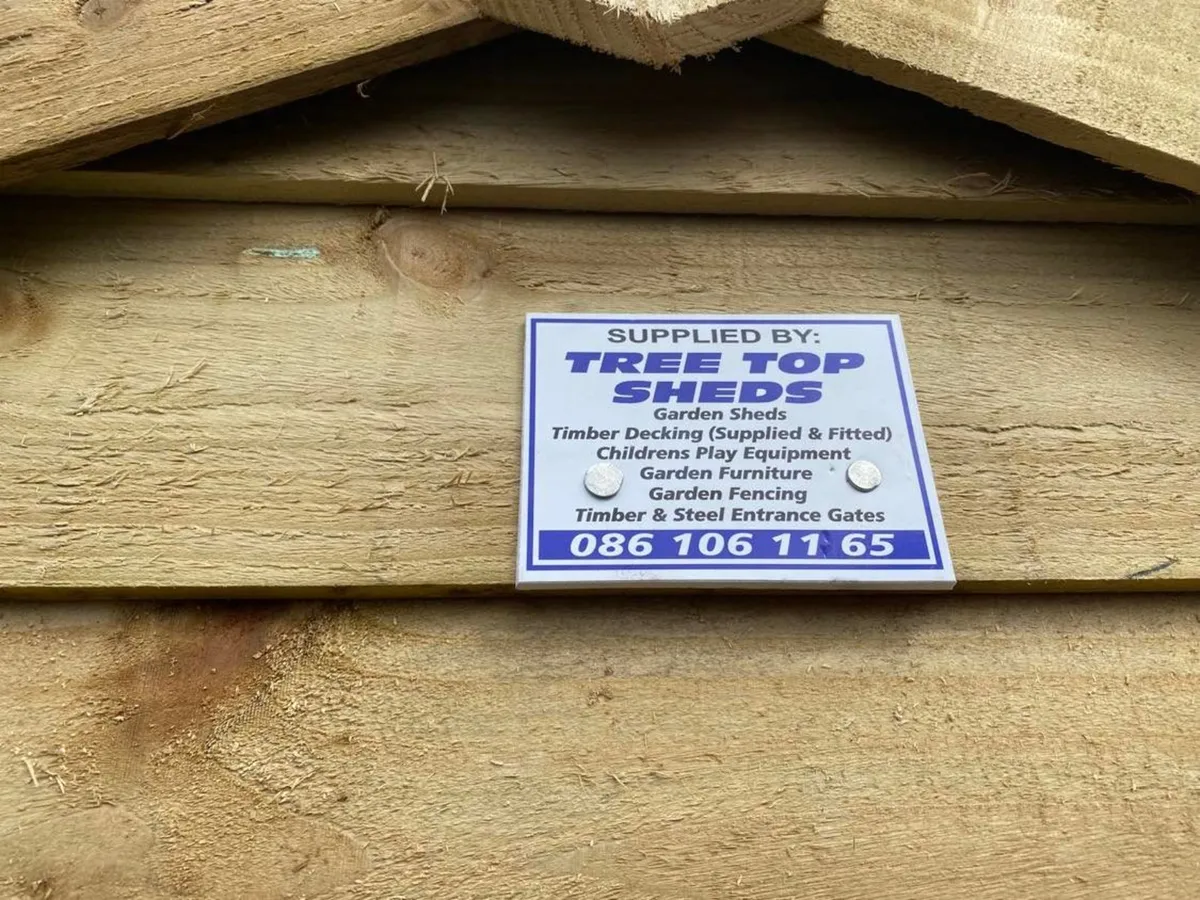 SUPPLIED BY:
TREE TOP
SHEDS
Garden Sheds
Timber Decking (Supplied & Fitted)
Childrens Play Equipment
Garden Furniture
Garden Fencing
Timber & Steel Entrance Gates
086 106 11 65